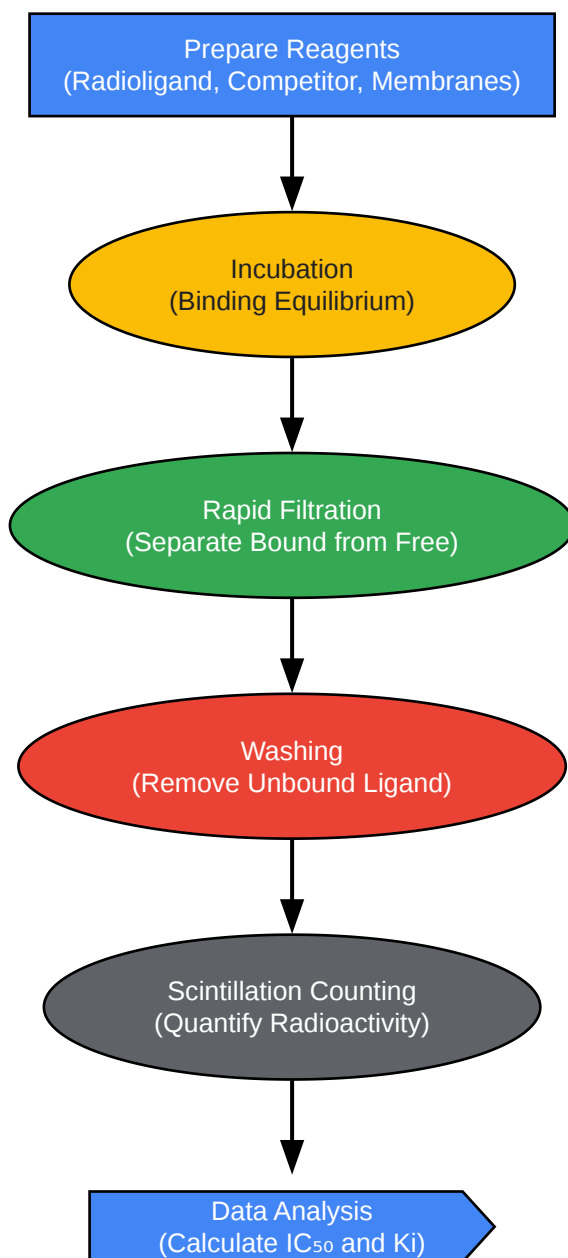 Prepare Reagents
(Radioligand, Competitor, Membranes)
Incubation
(Binding Equilibrium)
Rapid Filtration
(Separate Bound from Free)
Washing
(Remove Unbound Ligand)
Scintillation Counting
(Quantify Radioactivity)
Data Analysis
(Calculate IC₅₀ and Ki)